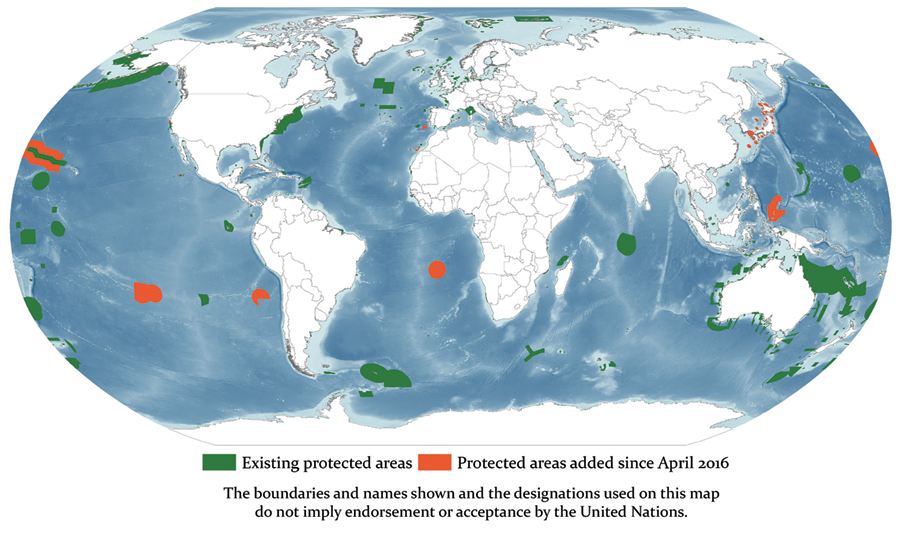 Existing protected areas
Protected areas added since April 2016
The boundaries and names shown and the designations used on this map
do not imply endorsement or acceptance by the United Nations.